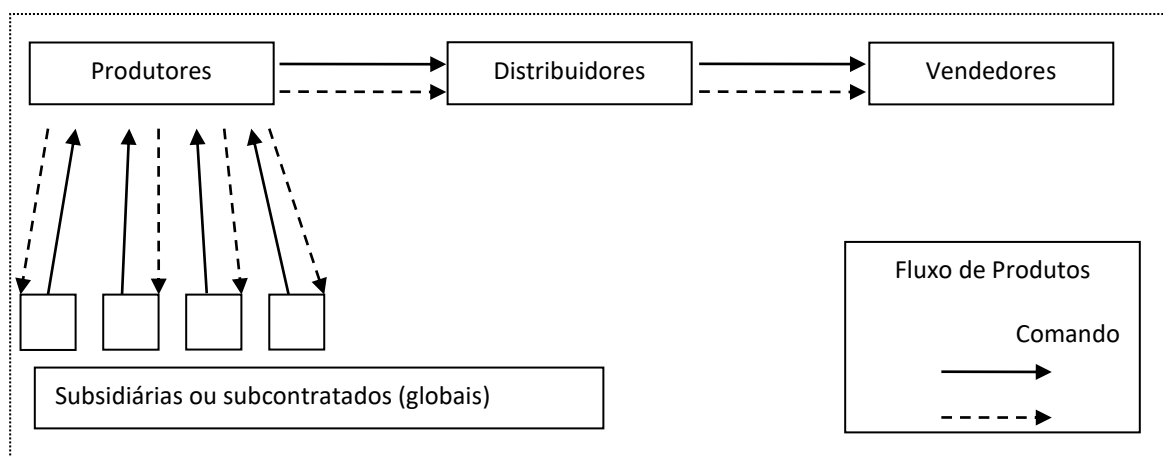 Produtores
Distribuidores
Vendedores
Fluxo de Produtos
Comando
Subsidiárias ou subcontratados (globais)